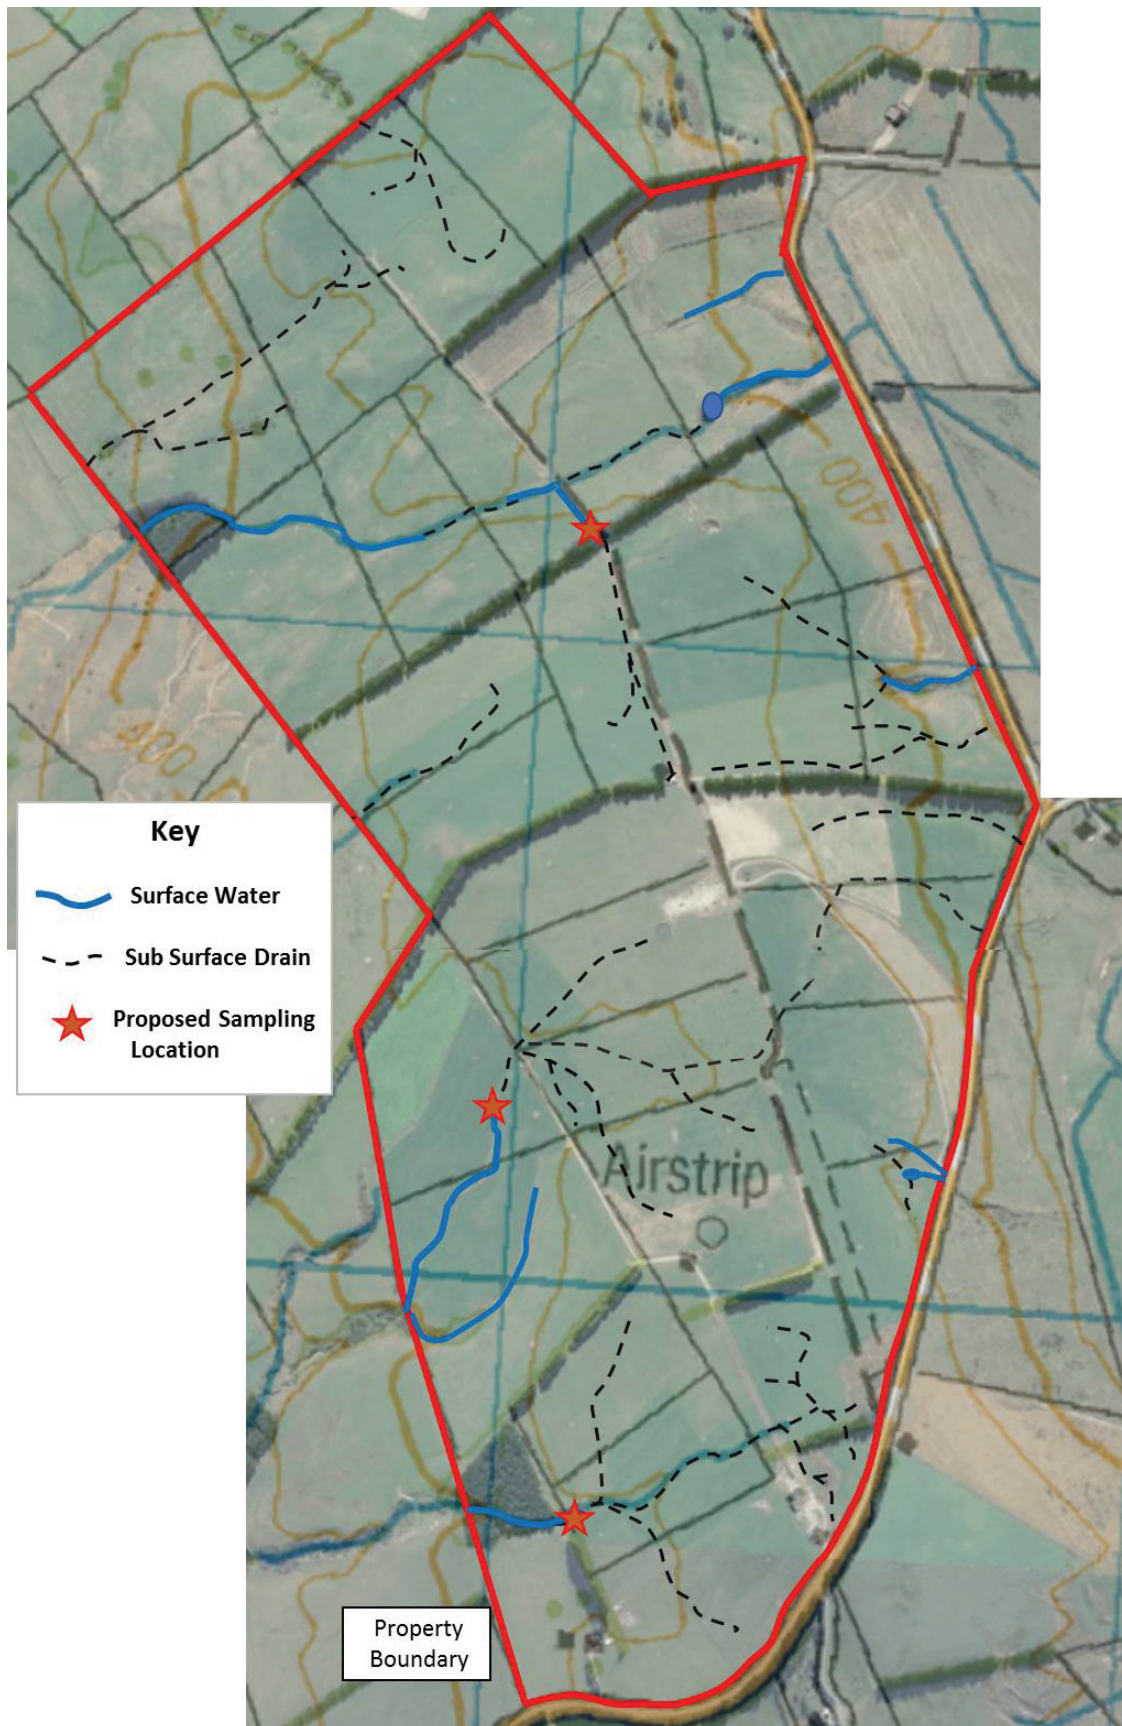 400
400
Key
Surface Water
Sub Surface Drain
Proposed Sampling
Location
Airstrip
Property
Boundary